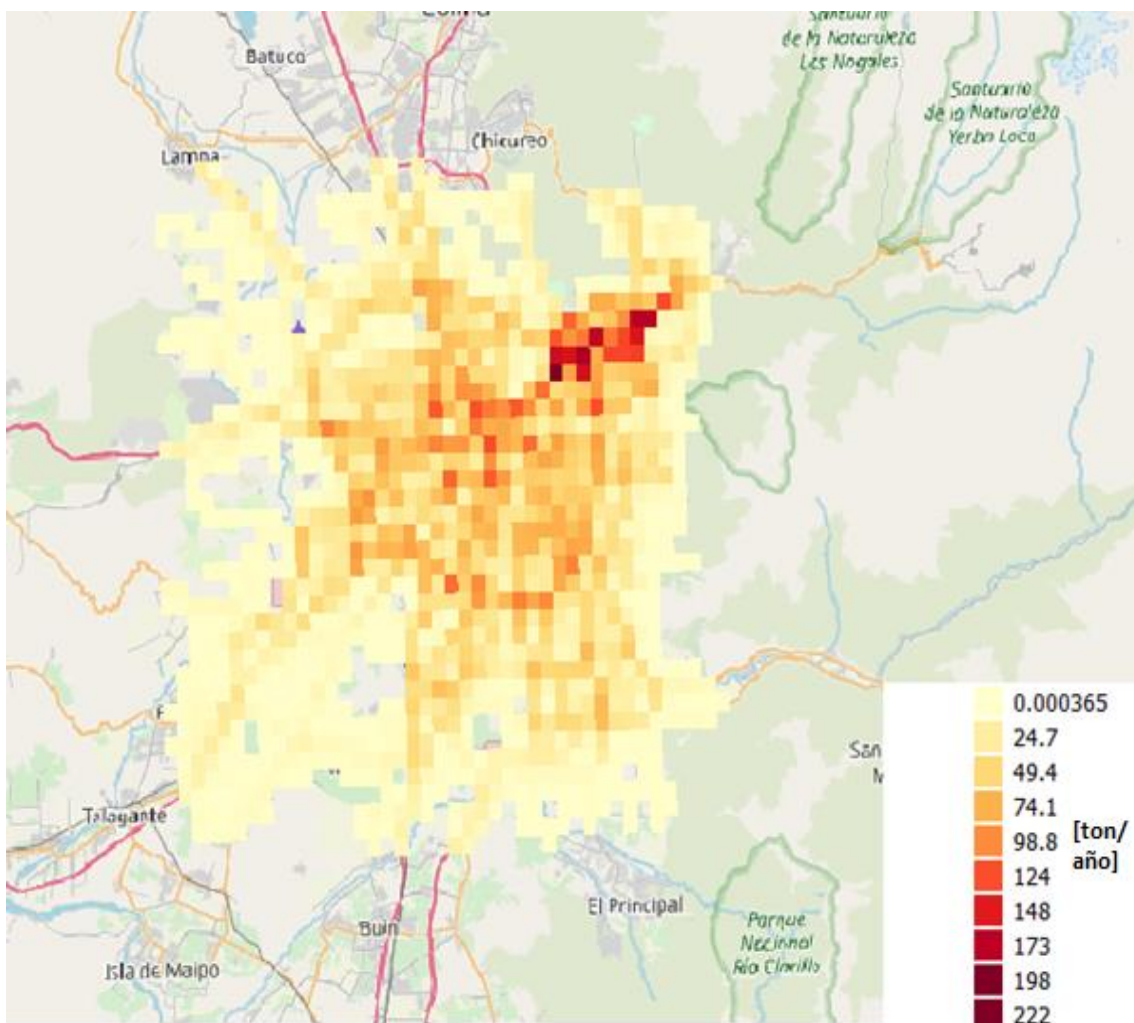 Colina
Batuco
Santuario
de la Naturaleza
Los Nogales
Santuario
de la Naturaleza
Yerba Loca
Chicureo
Lampa
Talagante
Isla de Maipo
Buin
El Principal
San
M
Parque
Nacional
Río Clarillo
0.000365
24.7
49.4
74.1
98.8
124
148
173
198
222
[ton/
año]